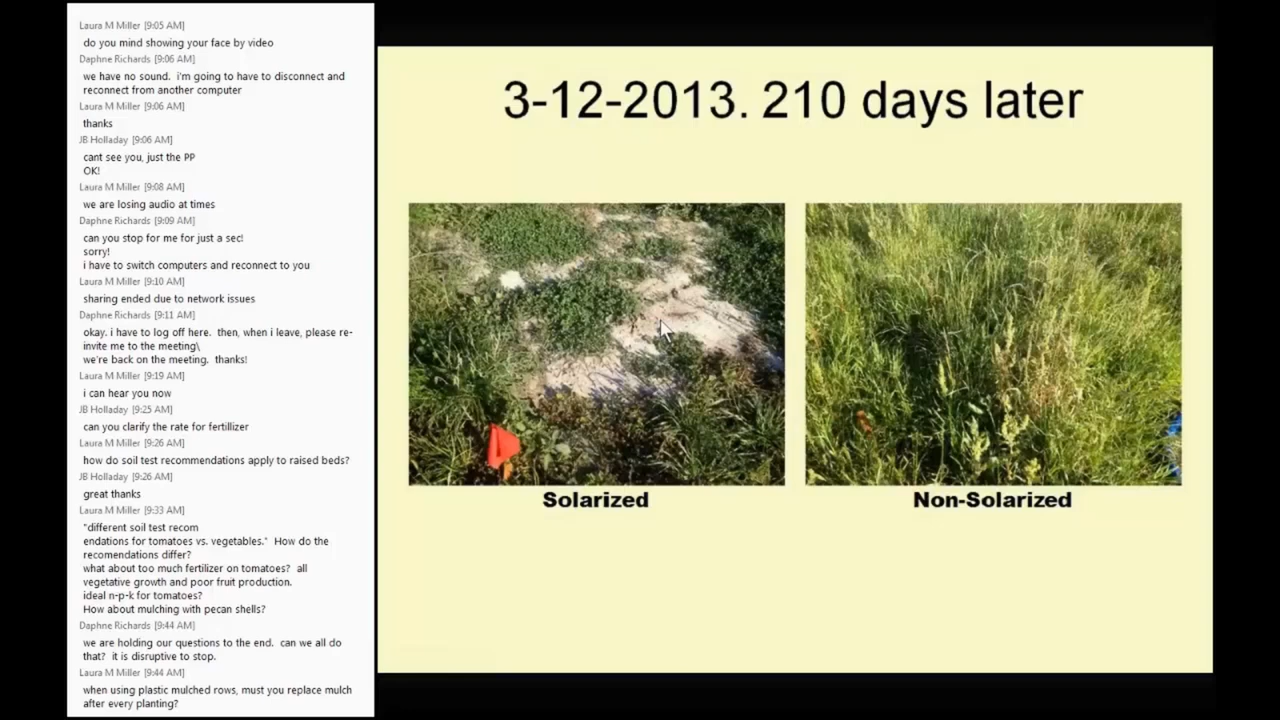 Laura M Miller [9:05 AM]
do you mind showing your face by video
Daphne Richards [9:06 AM]
we have no sound. i'm going to have to disconnect and
reconnect from another computer
Laura M Miller [9:06 AM]
thanks
JB Holladay [9:06 AM]
cant see you, just the PP
OK!
Laura M Miller [9:08 AM]
we are losing audio at times
Daphne Richards [9:09 AM]
can you stop for me for just a sec!
sorry!
i have to switch computers and reconnect to you
Laura M Miller [9:10 AM]
sharing ended due to network issues
Daphne Richards [9:11 AM]
okay. i have to log off here. then, when i leave, please re-
invite me to the meeting\
we're back on the meeting. thanks!
Laura M Miller [9:19 AM]
i can hear you now
JB Holladay [9:25 AM]
can you clarify the rate for fertillizer
Laura M Miller [9:26 AM]
how do soil test recommendations apply to raised beds?
JB Holladay [9:26 AM]
great thanks
Laura M Miller [9:33 AM]
"different soil test recom
endations for tomatoes vs. vegetables." How do the
recomendations differ?
what about too much fertilizer on tomatoes? all
vegetative growth and poor fruit production.
ideal n-p-k for tomatoes?
How about mulching with pecan shells?
Daphne Richards [9:44 AM]
we are holding our questions to the end. can we all do
that? it is disruptive to stop.
Laura M Miller [9:44 AM]
when using plastic mulched rows, must you replace mulch
after every planting?
3-12-2013. 210 days later
Solarized
Non-Solarized